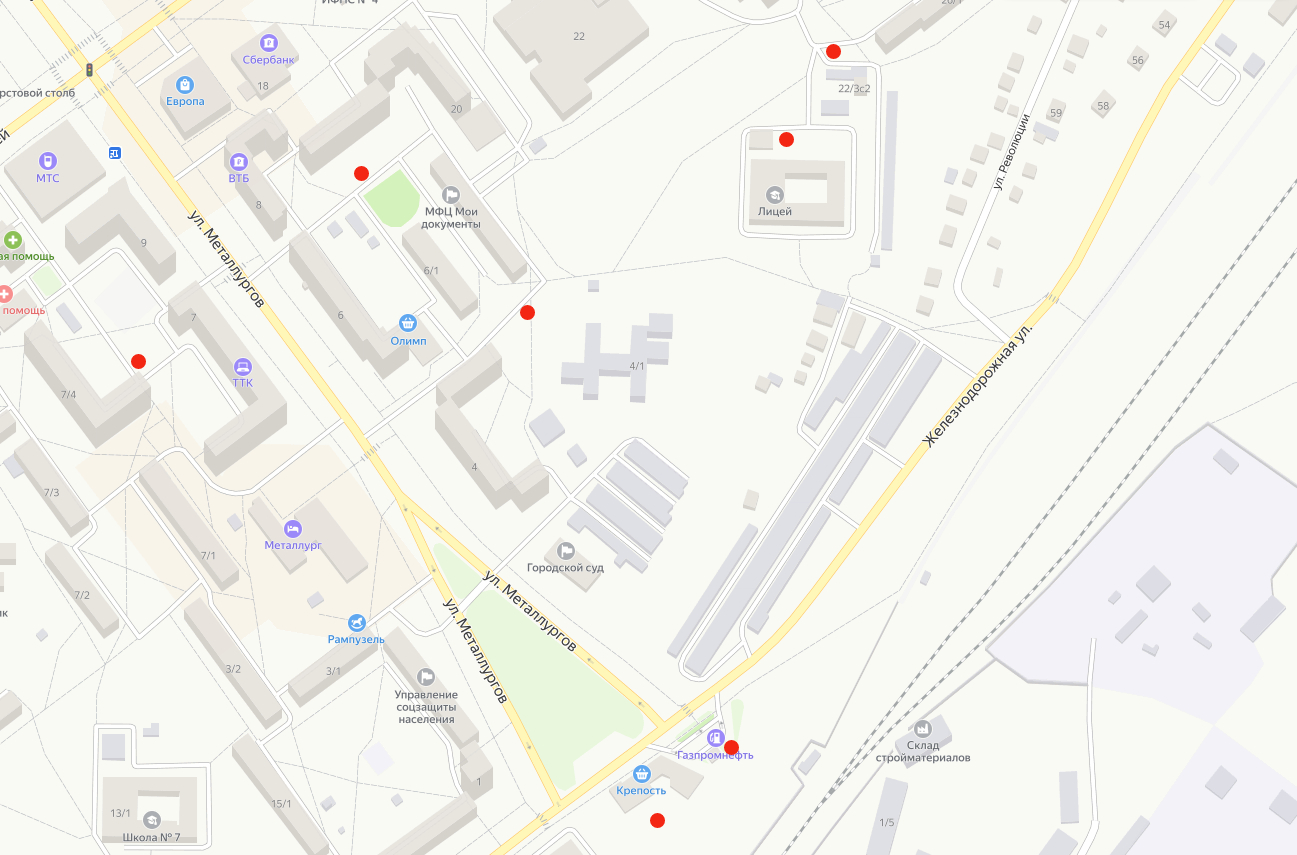 ИФНС № 4
22
20/1
54
Сбербанк
18
56
рстовой столб
Европа
22/3с2
58
20
59
ей
ул. Революции
МТС
ВТБ
8
МФЦ Мои
документы
Лицей
9
ул. Металлургов
ая помощь
6/1
помощь
7
6
Олимп
Железнодорожная ул.
4/1
ТТК
7/4
4
7/3
Металлург
7/1
Городской суд
ул. Металлургов
7/2
ик
Рампузель
ул. Металлургов
3/2
3/1
Управление
соцзащиты
населения
Газпромнефть
Склад
стройматериалов
1
Крепость
15/1
13/1
1/5
Школа № 7